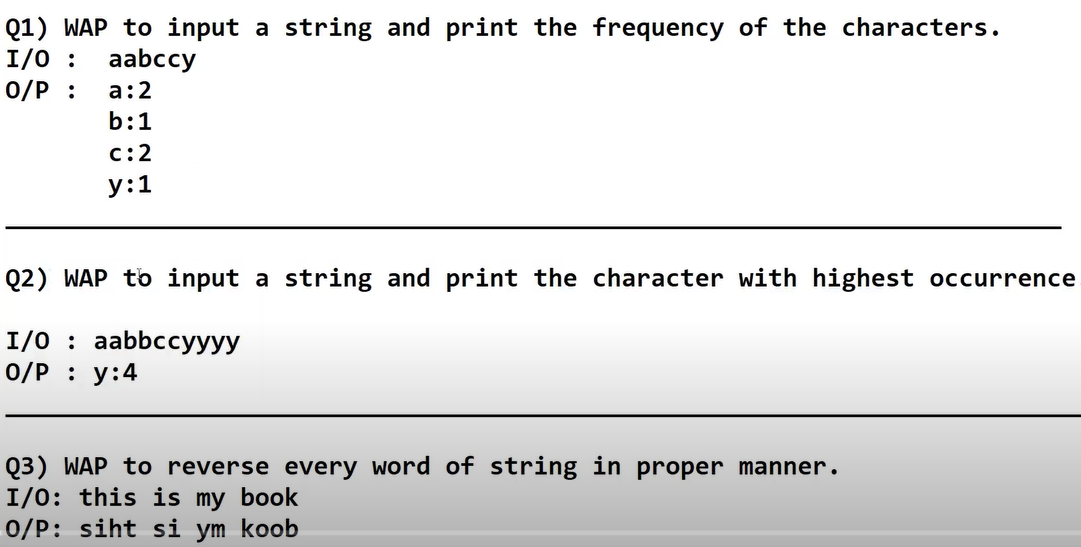 Q1) WAP to input a string and print the frequency of the characters.
I/O : aabccy
O/P : a:2
b:1
c:2
y:1
Q2) WAP to input a string and print the character with highest occurrence.
I/O : aabbccyyyy
O/P : y:4
Q3) WAP to reverse every word of string in proper manner.
I/O: this is my book
O/P: siht si ym koob